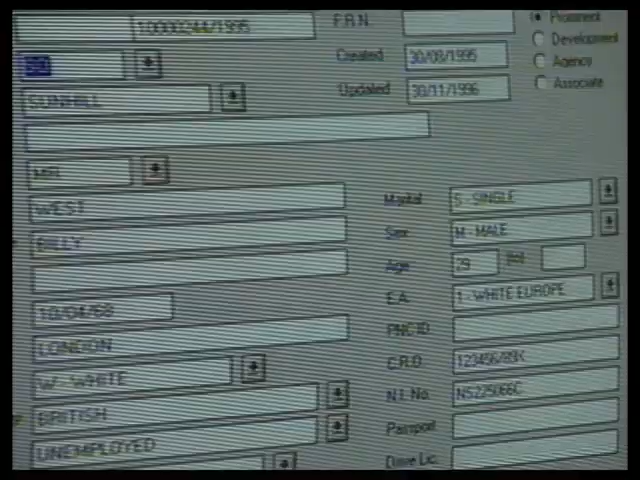 10000244/1995 F.R.N. Prominent
SD Created 30/08/1995 Development
Agency
SUNHILL Updated 30/11/1996 Associate
MR
WEST Marital S - SINGLE
BILLY Sex M - MALE
Age 29
10/04/68 E.A. 1 - WHITE EUROPE
LONDON PNC ID
W - WHITE C.R.O. 123456/89K
BRITISH N.I. No.
UNEMPLOYED Passport
Drive Lic.